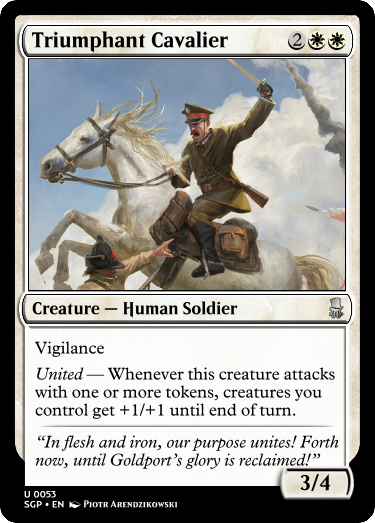 Triumphant Cavalier 2
Creature — Human Soldier
Vigilance
United — Whenever this creature attacks
with one or more tokens, creatures you
control get +1/+1 until end of turn.
“In flesh and iron, our purpose unites! Forth
now, until Goldport’s glory is reclaimed!”
3/4
U 0053
SGP • EN Piotr Arendzikowski